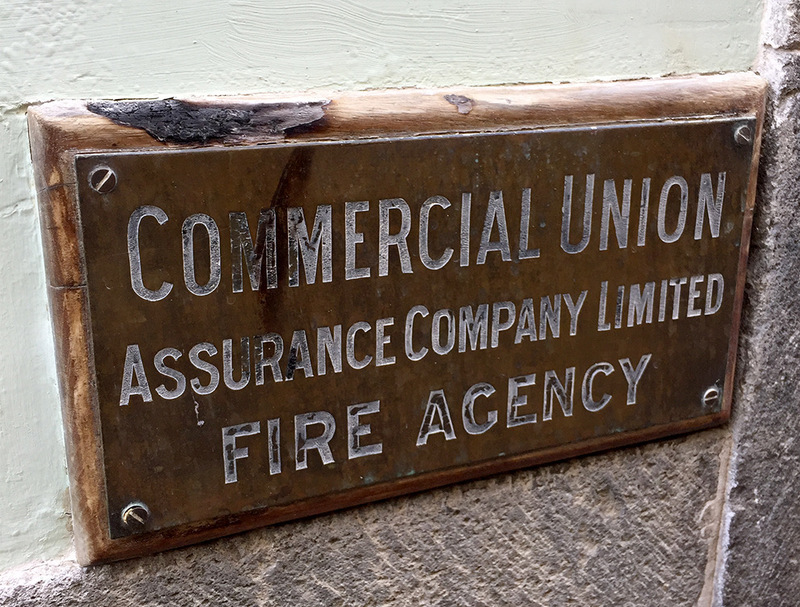 COMMERCIAL UNION
ASSURANCE COMPANY LIMITED
FIRE AGENCY